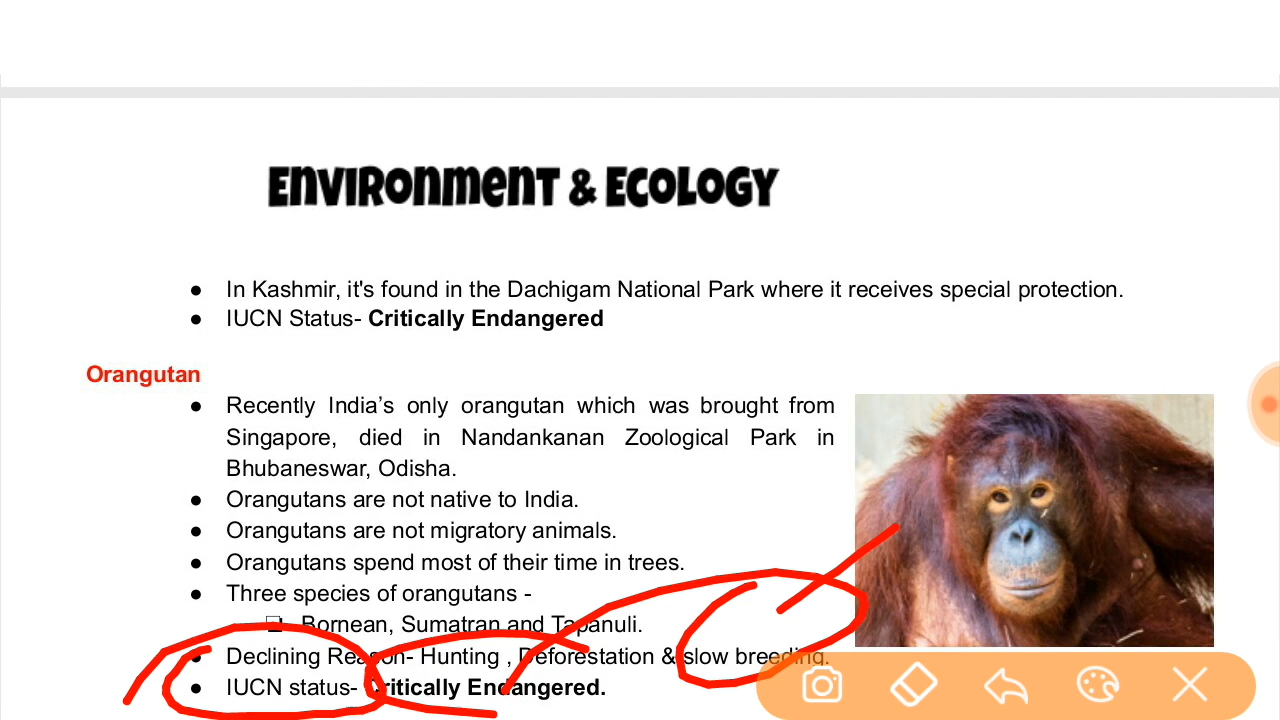 Environment & Ecology
● In Kashmir, it's found in the Dachigam National Park where it receives special protection.
● IUCN Status- Critically Endangered
Orangutan
● Recently India’s only orangutan which was brought from
Singapore, died in Nandankanan Zoological Park in
Bhubaneswar, Odisha.
● Orangutans are not native to India.
● Orangutans are not migratory animals.
● Orangutans spend most of their time in trees.
● Three species of orangutans -
❑ Bornean, Sumatran and Tapanuli.
● Declining Reason- Hunting , Deforestation & slow breeding.
● IUCN status- Critically Endangered.